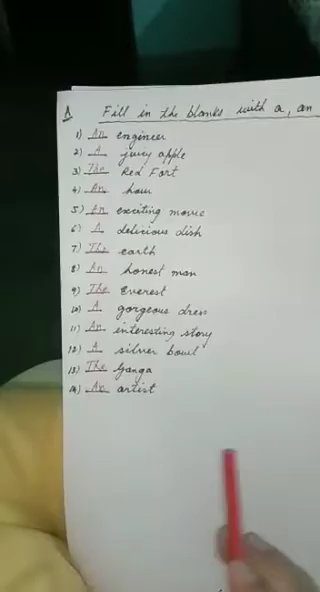 A Fill in the blanks with a, an
1) An engineer
2) A juicy apple
3) The Red Fort
4) An hour
5) An exciting movie
6) A delicious dish
7) The earth
8) An honest man
9) The Everest
10) A gorgeous dress
11) An interesting story
12) A silver bowl
13) The Ganga
14) An artist